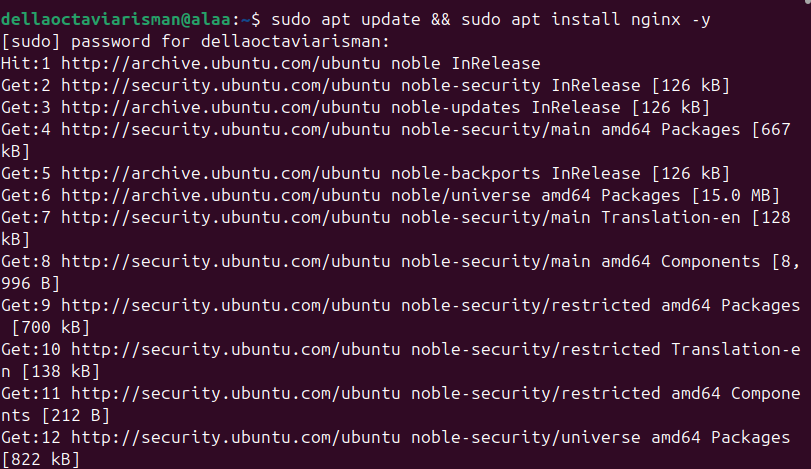 dellaoctaviarisman@alaa:~$ sudo apt update && sudo apt install nginx -y
[sudo] password for dellaoctaviarisman:
Hit:1 http://archive.ubuntu.com/ubuntu noble InRelease
Get:2 http://security.ubuntu.com/ubuntu noble-security InRelease [126 kB]
Get:3 http://archive.ubuntu.com/ubuntu noble-updates InRelease [126 kB]
Get:4 http://security.ubuntu.com/ubuntu noble-security/main amd64 Packages [667
kB]
Get:5 http://archive.ubuntu.com/ubuntu noble-backports InRelease [126 kB]
Get:6 http://archive.ubuntu.com/ubuntu noble/universe amd64 Packages [15.0 MB]
Get:7 http://security.ubuntu.com/ubuntu noble-security/main Translation-en [128
kB]
Get:8 http://security.ubuntu.com/ubuntu noble-security/main amd64 Components [8,
996 B]
Get:9 http://security.ubuntu.com/ubuntu noble-security/restricted amd64 Packages
[700 kB]
Get:10 http://security.ubuntu.com/ubuntu noble-security/restricted Translation-e
n [138 kB]
Get:11 http://security.ubuntu.com/ubuntu noble-security/restricted amd64 Compone
nts [212 B]
Get:12 http://security.ubuntu.com/ubuntu noble-security/universe amd64 Packages
[822 kB]